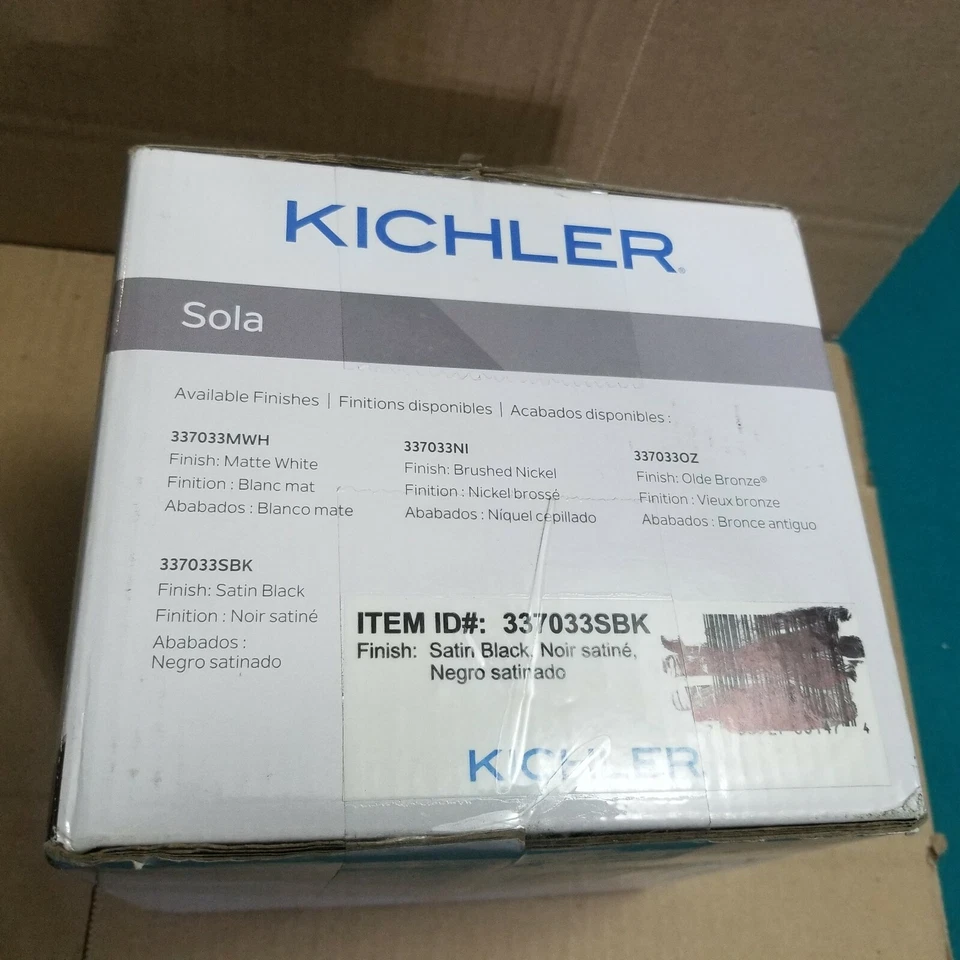 KICHLER®
Sola
Available Finishes | Finitions disponibles | Acabados disponibles :
337033MWH
Finish: Matte White
Finition : Blanc mat
Ababados : Blanco mate
337033NI
Finish: Brushed Nickel
Finition : Nickel brossé
Ababados : Níquel cepillado
337033OZ
Finish: Olde Bronze®
Finition : Vieux bronze
Ababados : Bronce antiguo
337033SBK
Finish: Satin Black
Finition : Noir satiné
Ababados :
Negro satinado
ITEM ID#: 337033SBK
Finish: Satin Black, Noir satiné,
Negro satinado
KICHLER